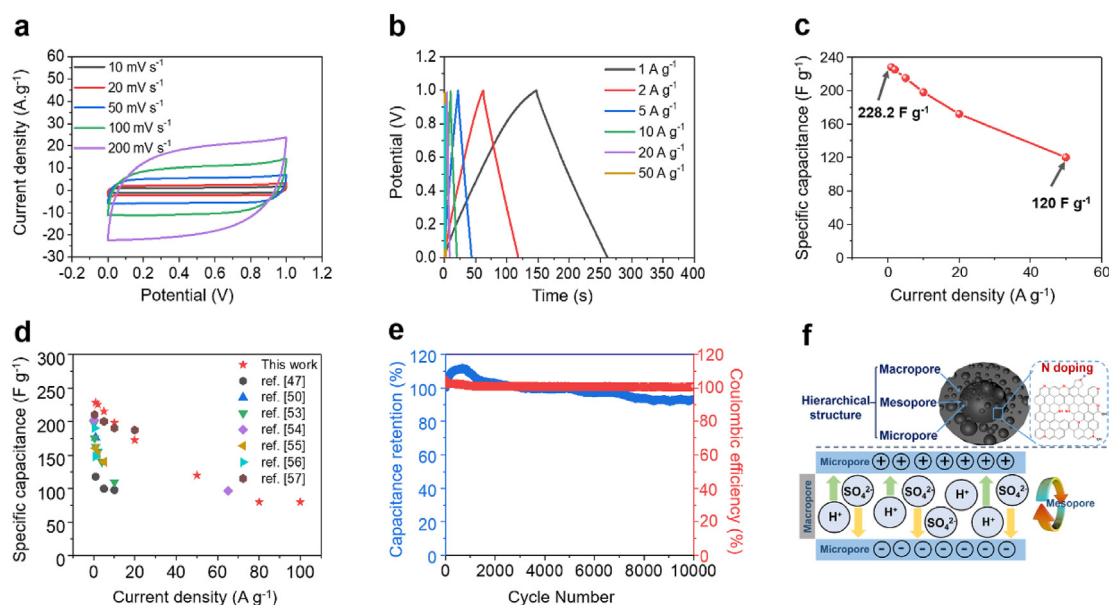 a
Current density (A.g⁻¹)
60
50
40
30
20
10
0
-10
-20
-30
-0.2 0.0 0.2 0.4 0.6 0.8 1.0 1.2
Potential (V)
10 mV s⁻¹
20 mV s⁻¹
50 mV s⁻¹
100 mV s⁻¹
200 mV s⁻¹
b
Potential (V)
1.2
1.0
0.8
0.6
0.4
0.2
0.0
0 50 100 150 200 250 300 350 400
Time (s)
1 A g⁻¹
2 A g⁻¹
5 A g⁻¹
10 A g⁻¹
20 A g⁻¹
50 A g⁻¹
c
Specific capacitance (F g⁻¹)
240
200
160
120
80
40
0
0 20 40 60
Current density (A g⁻¹)
228.2 F g⁻¹
120 F g⁻¹
d
Specific capacitance (F g⁻¹)
300
250
200
150
100
50
0
0 20 40 60 80 100
Current density (A g⁻¹)
This work
ref. [47]
ref. [50]
ref. [53]
ref. [54]
ref. [55]
ref. [56]
ref. [57]
e
Capacitance retention (%)
120
100
80
60
40
20
0
0 2000 4000 6000 8000 10000
Cycle Number
120
100
80
60
40
20
0
Coulombic efficiency (%)
f
Macropore
Hierarchical structure
Mesopore
Micropore
N doping
Micropore
+ + + + + + +
Macropore
H⁺ SO₄²⁻ H⁺ SO₄²⁻ SO₄²⁻ H⁺ H⁺ SO₄²⁻
Mesopore
Micropore
- - - - - - -